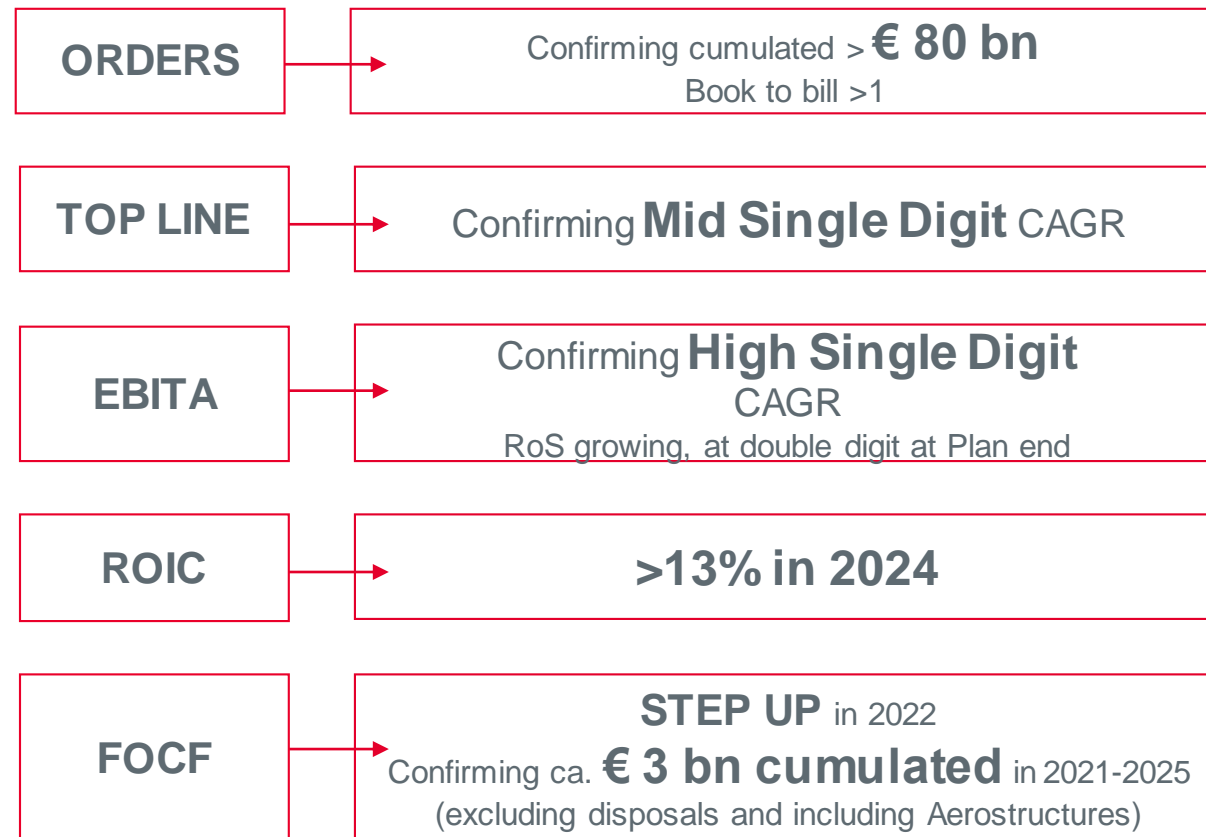 ORDERS
Confirming cumulated > € 80 bn
Book to bill >1
TOP LINE
Confirming Mid Single Digit CAGR
EBITA
Confirming High Single Digit
CAGR
RoS growing, at double digit at Plan end
ROIC
>13% in 2024
FOCF
STEP UP in 2022
Confirming ca. € 3 bn cumulated in 2021-2025
(excluding disposals and including Aerostructures)